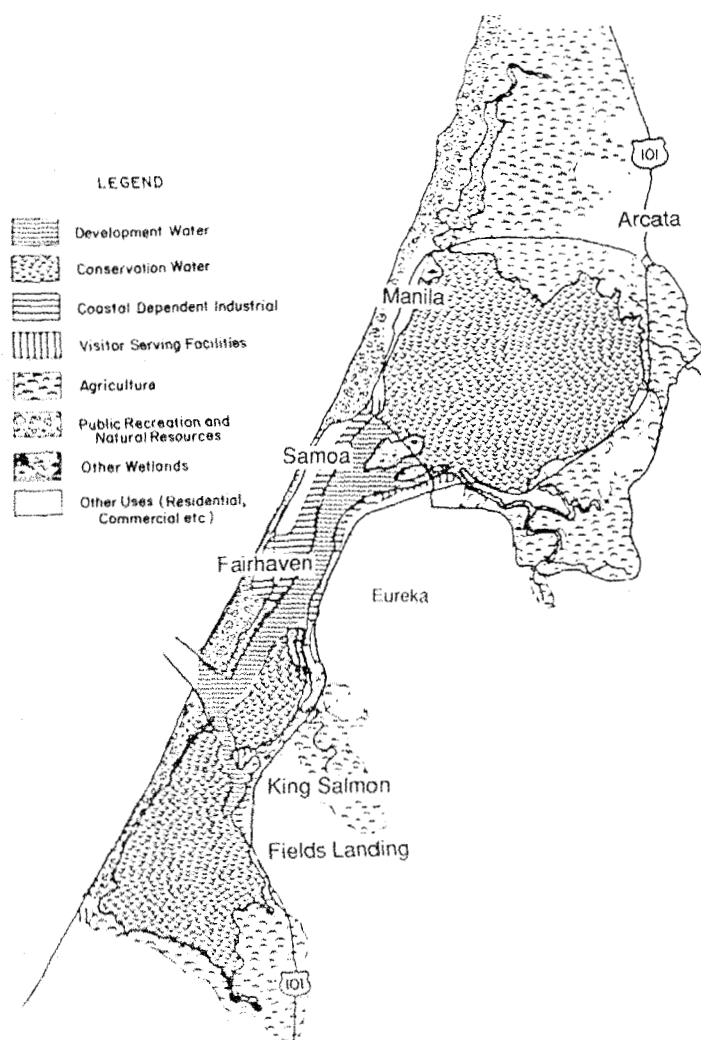 LEGEND
Development Water
Conservation Water
Coastal Dependent Industrial
Visitor Serving Facilities
Agriculture
Public Recreation and
Natural Resources
Other Wetlands
Other Uses (Residential,
Commercial etc)
101
Arcata
Manila
Samoa
Fairhaven
Eureka
King Salmon
Fields Landing
101